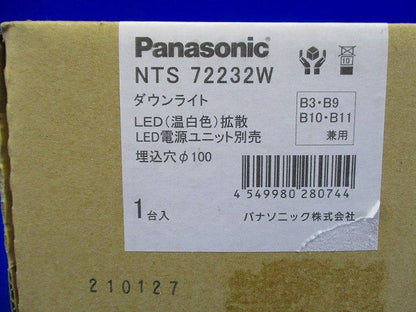 Panasonic
NTS 72232W
ダウンライト
LED(温白色)拡散
LED電源ユニット別売
埋込穴φ100
B3・B9
B10・B11
兼用
10
4 549980 280744
1台入
パナソニック株式会社
210127